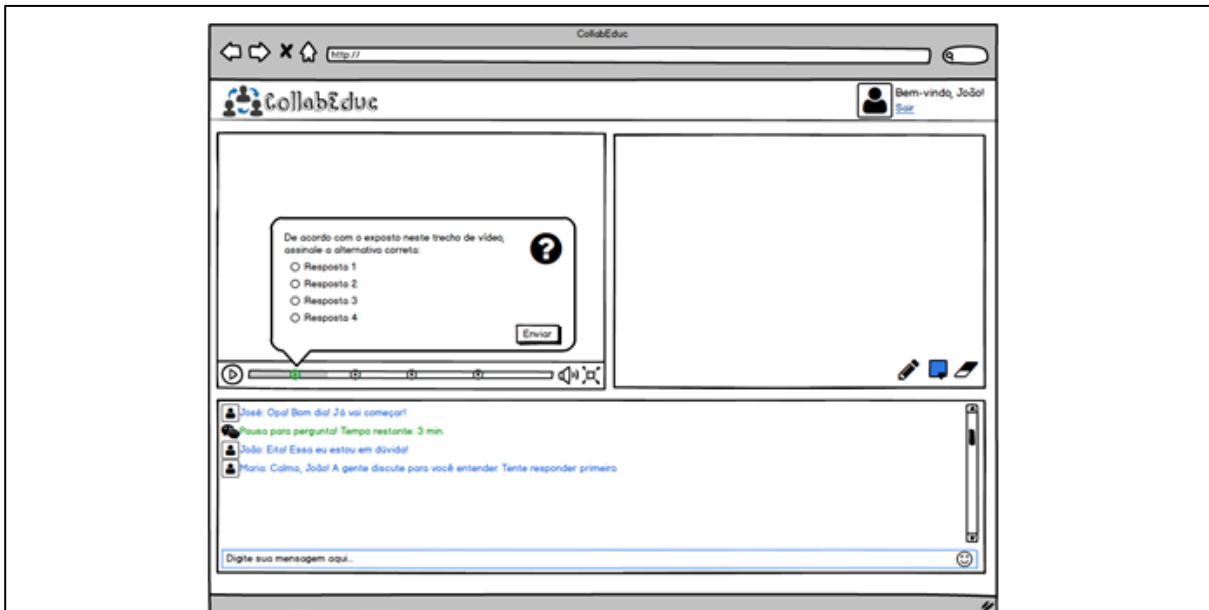 CollabEduc
http://
CollabEduc
Bem-vindo, João!
Sair
De acordo com o exposto neste trecho de vídeo,
assinale a alternativa correta:
Resposta 1
Resposta 2
Resposta 3
Resposta 4
Enviar
José: Opa! Bom dia! Já vai começar!
Pausa para pergunta! Tempo restante: 3 min.
João: Eita! Essa eu estou em dúvida!
Maria: Calma, João! A gente discute para você entender. Tente responder primeiro.
Digite sua mensagem aqui...